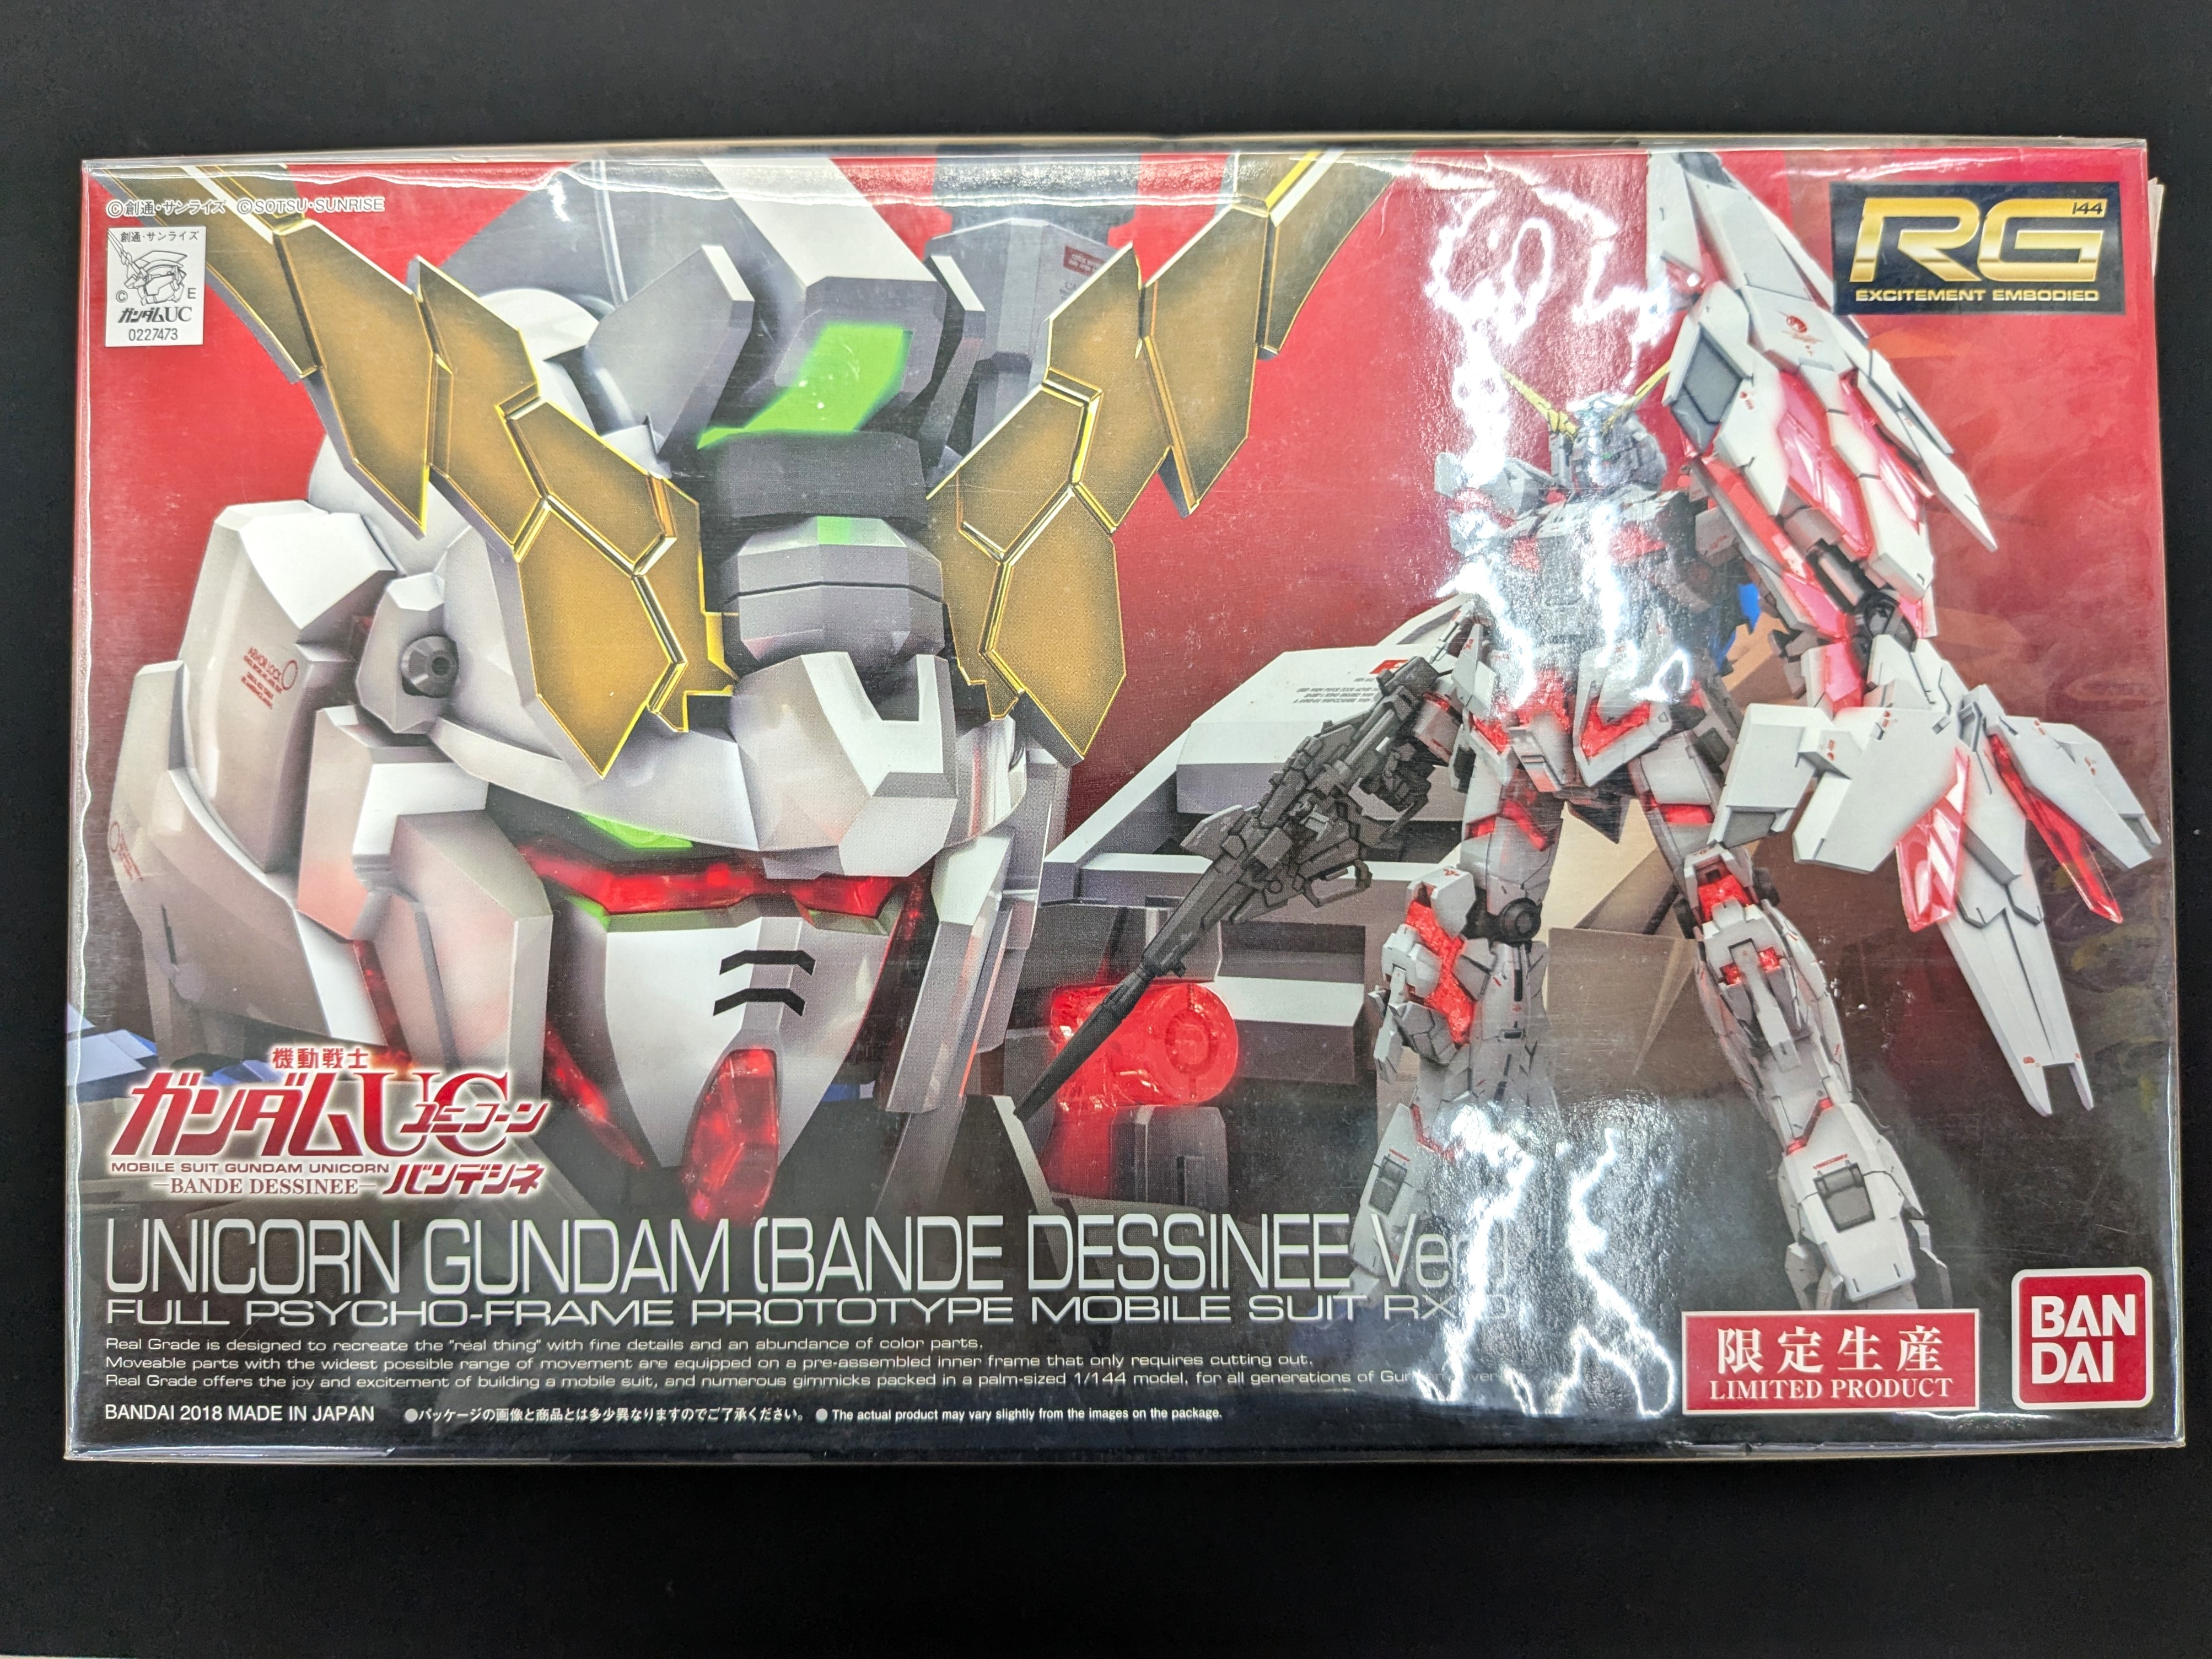 ©創通・サンライズ ©SOTSU・SUNRISE
創通・サンライズ
© E
ガンダムUC
0227473
RG 144
EXCITEMENT EMBODIED
機動戦士
ガンダムUC
ユニコーン
MOBILE SUIT GUNDAM UNICORN
BANDE DESSINEE
バンデシネ
UNICORN GUNDAM (BANDE DESSINEE Ver.)
FULL PSYCHO-FRAME PROTOTYPE MOBILE SUIT
Real Grade is designed to recreate the "real thing" with fine details and an abundance of color parts.
Moveable parts with the widest possible range of movement are equipped on a pre-assembled inner frame that only requires cutting out.
Real Grade offers the joy and excitement of building a mobile suit, and numerous gimmicks packed in a palm-sized 1/144 model, for all generations of
BANDAI 2018 MADE IN JAPAN ●パッケージの画像と商品とは多少異なりますのでご了承ください。 ● The actual product may vary slightly from the images on the package.
限定生産
LIMITED PRODUCT
BAN
DAI